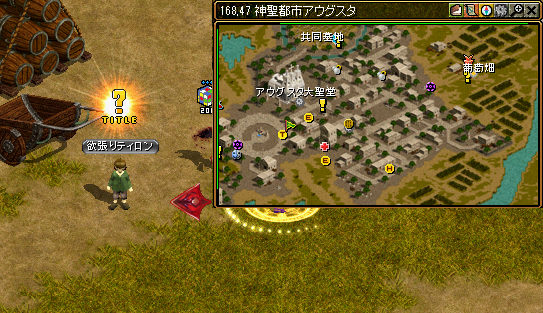 168,47 神聖都市アウグスタ
共同墓地
葡萄畑
アウグスタ大聖堂
TITLE
欲張りティロン